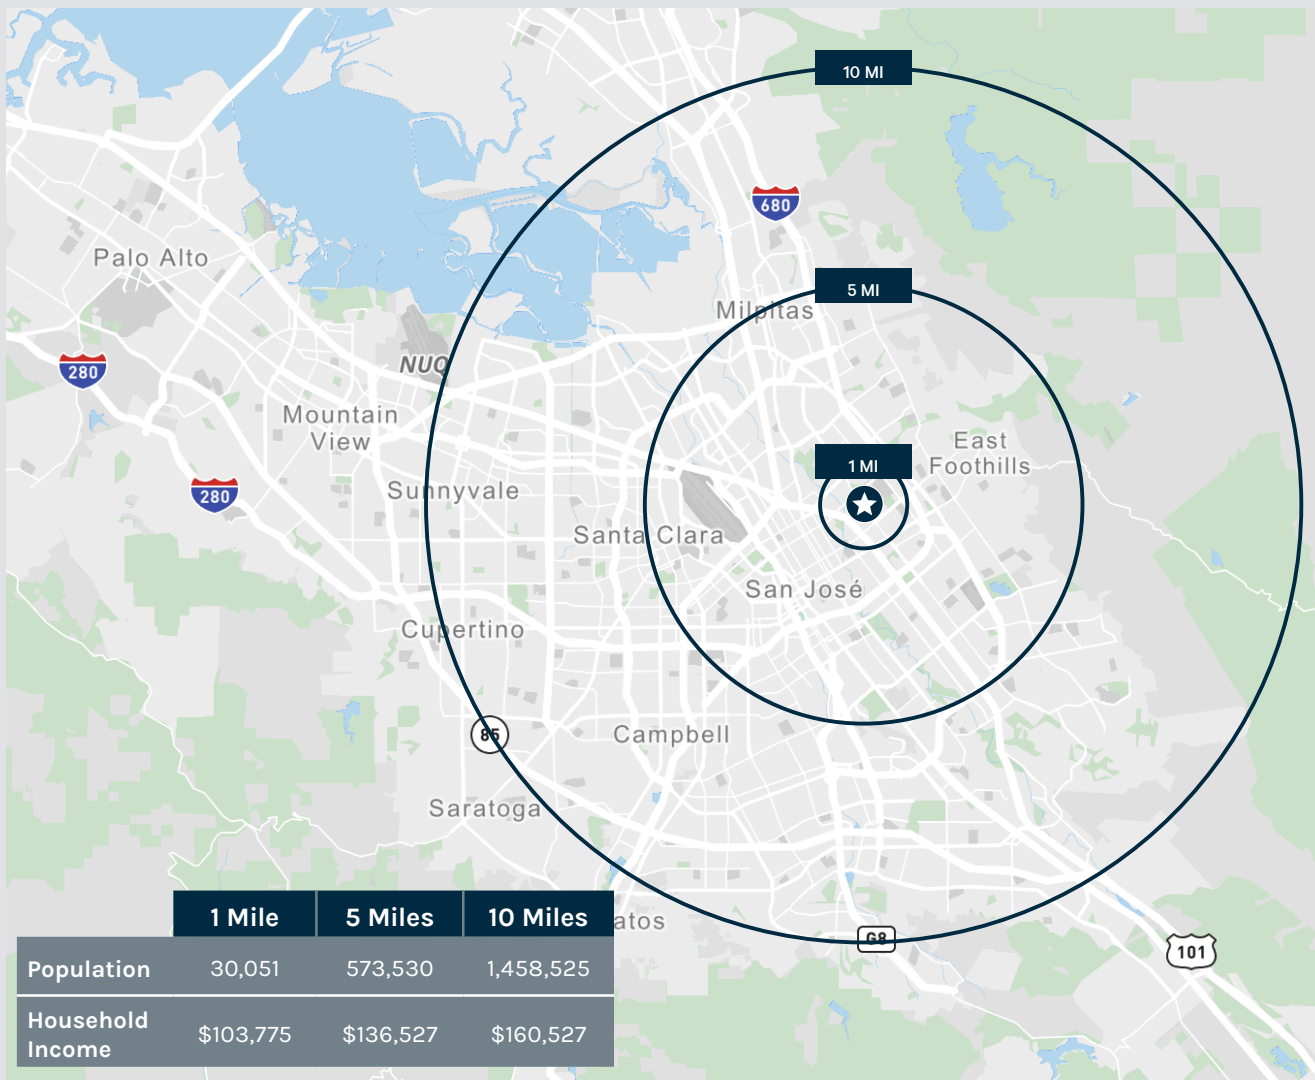 10 MI
680
Palo Alto
5 MI
Milpitas
NUQ
280
Mountain
View
East
Foothills
1 MI
Sunnyvale
280
Santa Clara
San José
Cupertino
85
Campbell
Saratoga
atos
G8
101
1 Mile 5 Miles 10 Miles
Population 30,051 573,530 1,458,525
Household
Income $103,775 $136,527 $160,527